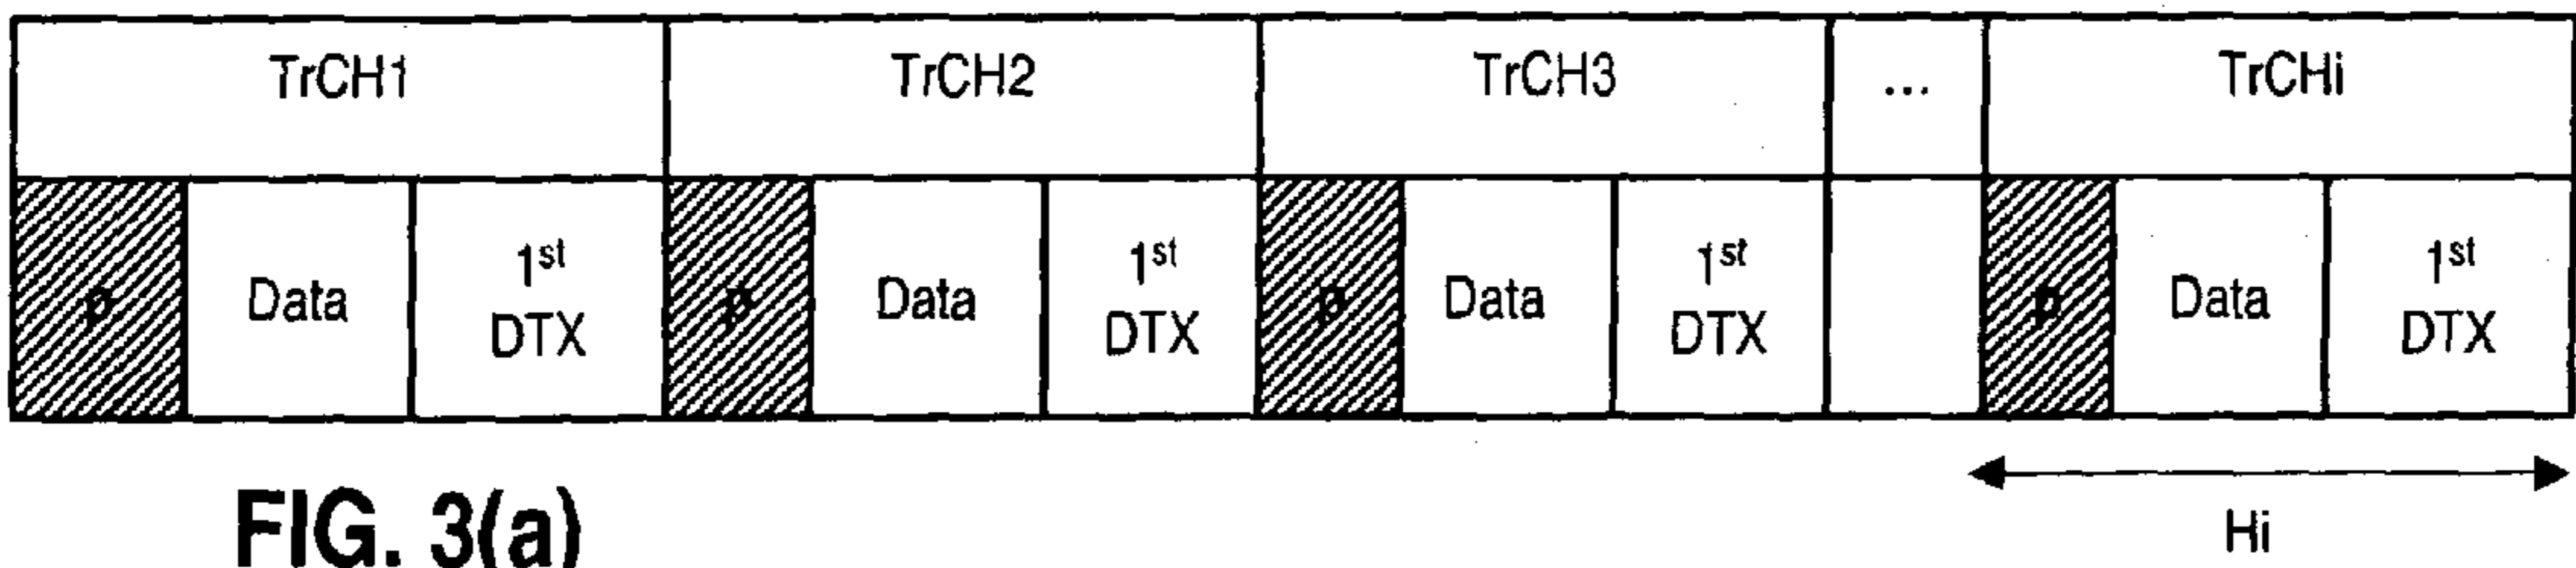 TrCH1 TrCH2 TrCH3 ... TrCHi
p Data 1st DTX p Data 1st DTX p Data 1st DTX p Data 1st DTX
Hi
FIG. 3(a)